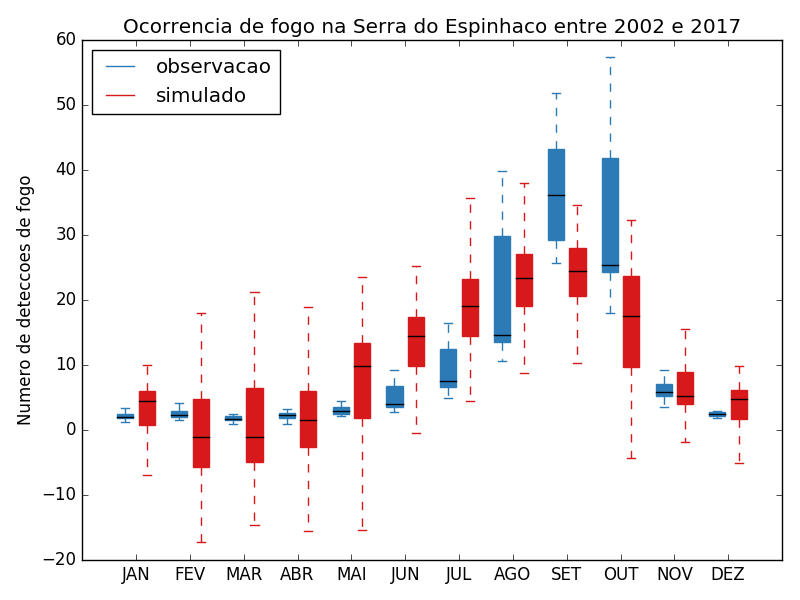 Ocorrencia de fogo na Serra do Espinhaco entre 2002 e 2017
observacao
simulado
Numero de deteccoes de fogo
60
50
40
30
20
10
0
−10
−20
JAN FEV MAR ABR MAI JUN JUL AGO SET OUT NOV DEZ